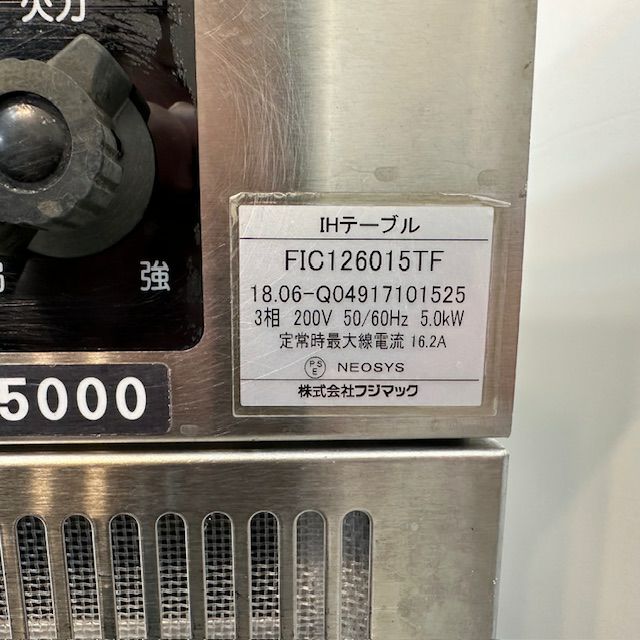 火力
強
IHテーブル
FIC126015TF
18.06-Q04917101525
3相 200V 50/60Hz 5.0kW
定常時最大線電流 16.2A
PSE NEOSYS
株式会社フジマック
5000